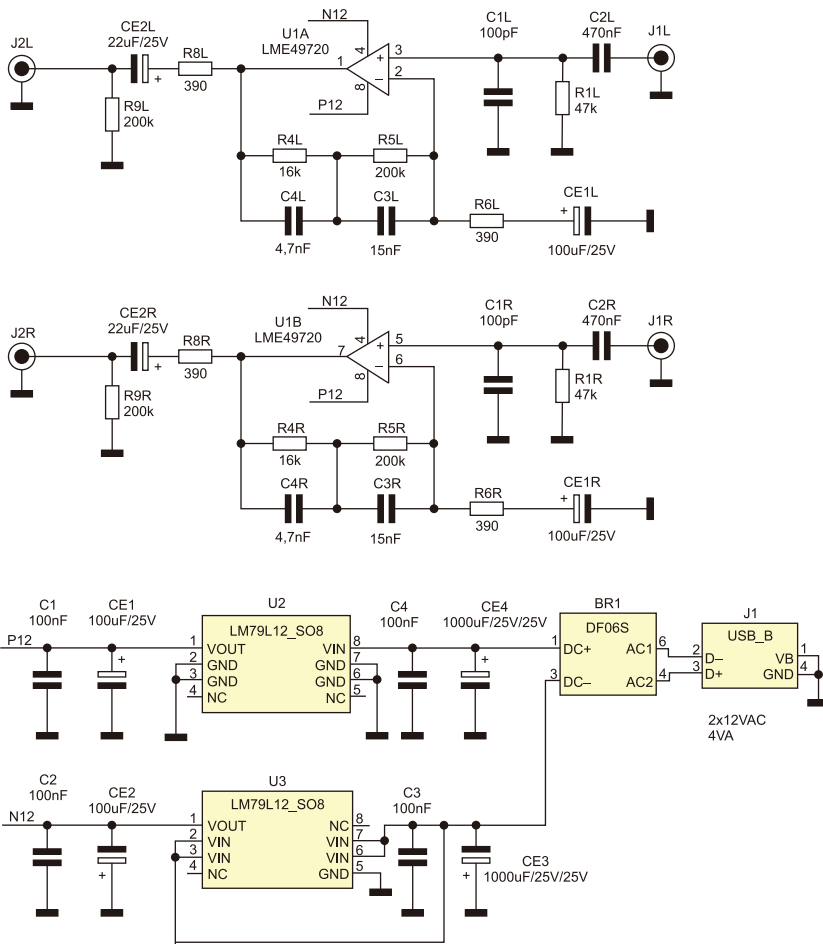 J2L
CE2L
22uF/25V
+
R8L
390
R9L
200k
N12
U1A
LME49720
1
4
8
3
2
+
−
P12
C1L
100pF
C2L
470nF
J1L
R1L
47k
R4L
16k
R5L
200k
C4L
4,7nF
C3L
15nF
R6L
390
CE1L
+
100uF/25V
J2R
CE2R
22uF/25V
+
R8R
390
R9R
200k
N12
U1B
LME49720
7
4
8
5
6
+
−
P12
C1R
100pF
C2R
470nF
J1R
R1R
47k
R4R
16k
R5R
200k
C4R
4,7nF
C3R
15nF
R6R
390
CE1R
+
100uF/25V
P12
C1
100nF
CE1
100uF/25V
+
U2
LM79L12_SO8
1 VOUT VIN 8
2 GND GND 7
3 GND GND 6
4 NC NC 5
C4
100nF
CE4
1000uF/25V/25V
+
BR1
DF06S
1 DC+ AC1 6
3 DC− AC2 4
J1
USB_B
2 D− VB 1
3 D+ GND 4
2x12VAC
4VA
N12
C2
100nF
CE2
100uF/25V
+
U3
LM79L12_SO8
1 VOUT NC 8
2 VIN VIN 7
3 VIN VIN 6
4 NC GND 5
C3
100nF
CE3
1000uF/25V/25V
+